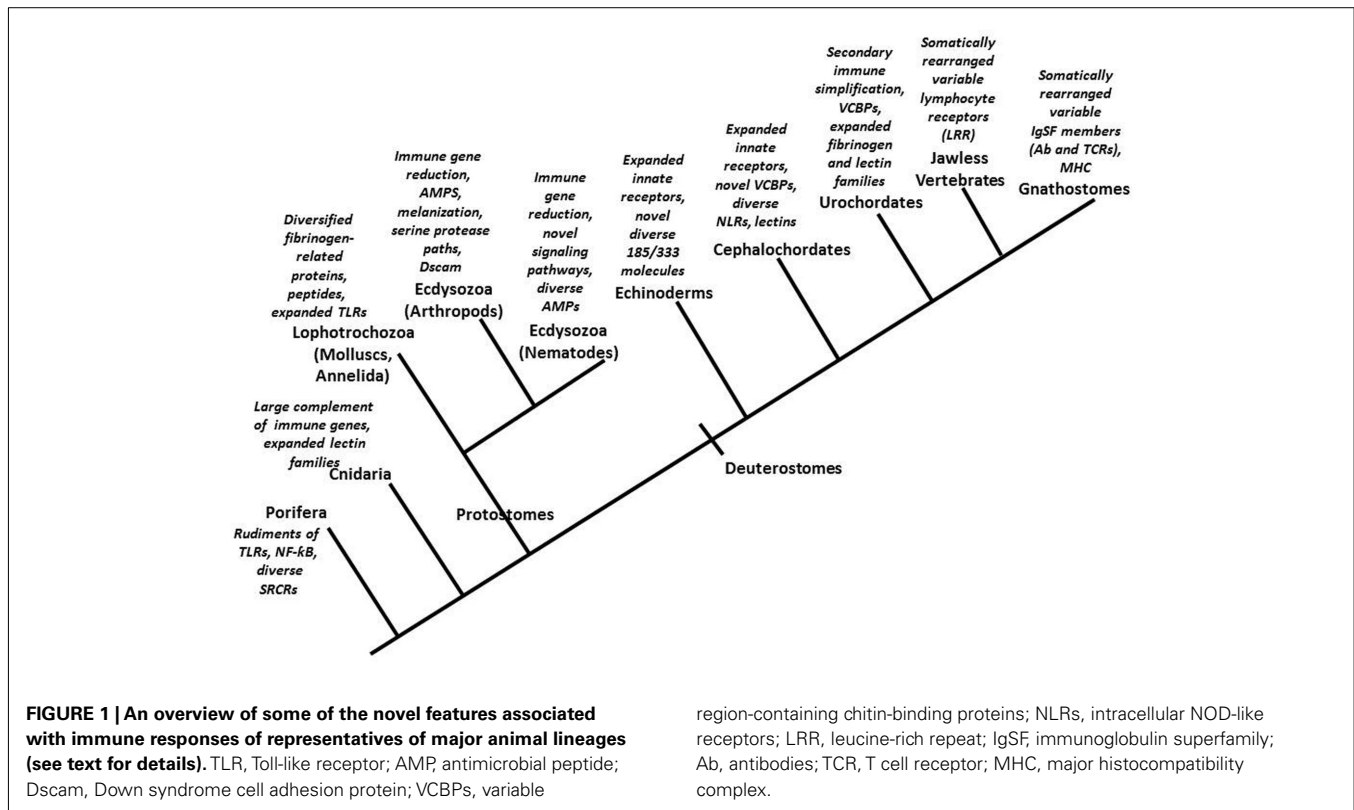 Porifera
Rudiments of
TLRs, NF-kB,
diverse
SRCRs
Large complement
of immune genes,
expanded lectin
families
Cnidaria
Protostomes
Diversified
fibrinogen-
related
proteins,
peptides,
expanded TLRs
Lophotrochozoa
(Molluscs,
Annelida)
Immune gene
reduction,
AMPS,
melanization,
serine protease
paths,
Dscam
Ecdysozoa
(Arthropods)
Immune
gene
reduction,
novel
signaling
pathways,
diverse
AMPs
Ecdysozoa
(Nematodes)
Expanded
innate
receptors,
novel
diverse
185/333
molecules
Echinoderms
Deuterostomes
Expanded
innate
receptors,
novel VCBPs,
diverse
NLRs, lectins
Cephalochordates
Secondary
immune
simplification,
VCBPs,
expanded
fibrinogen
and lectin
families
Urochordates
Somatically
rearranged
variable
lymphocyte
receptors
(LRR)
Jawless
Vertebrates
Somatically
rearranged
variable
IgSF members
(Ab and TCRs),
MHC
Gnathostomes
FIGURE 1 | An overview of some of the novel features associated
with immune responses of representatives of major animal lineages
(see text for details). TLR, Toll-like receptor; AMP, antimicrobial peptide;
Dscam, Down syndrome cell adhesion protein; VCBPs, variable
region-containing chitin-binding proteins; NLRs, intracellular NOD-like
receptors; LRR, leucine-rich repeat; IgSF, immunoglobulin superfamily;
Ab, antibodies; TCR, T cell receptor; MHC, major histocompatibility
complex.